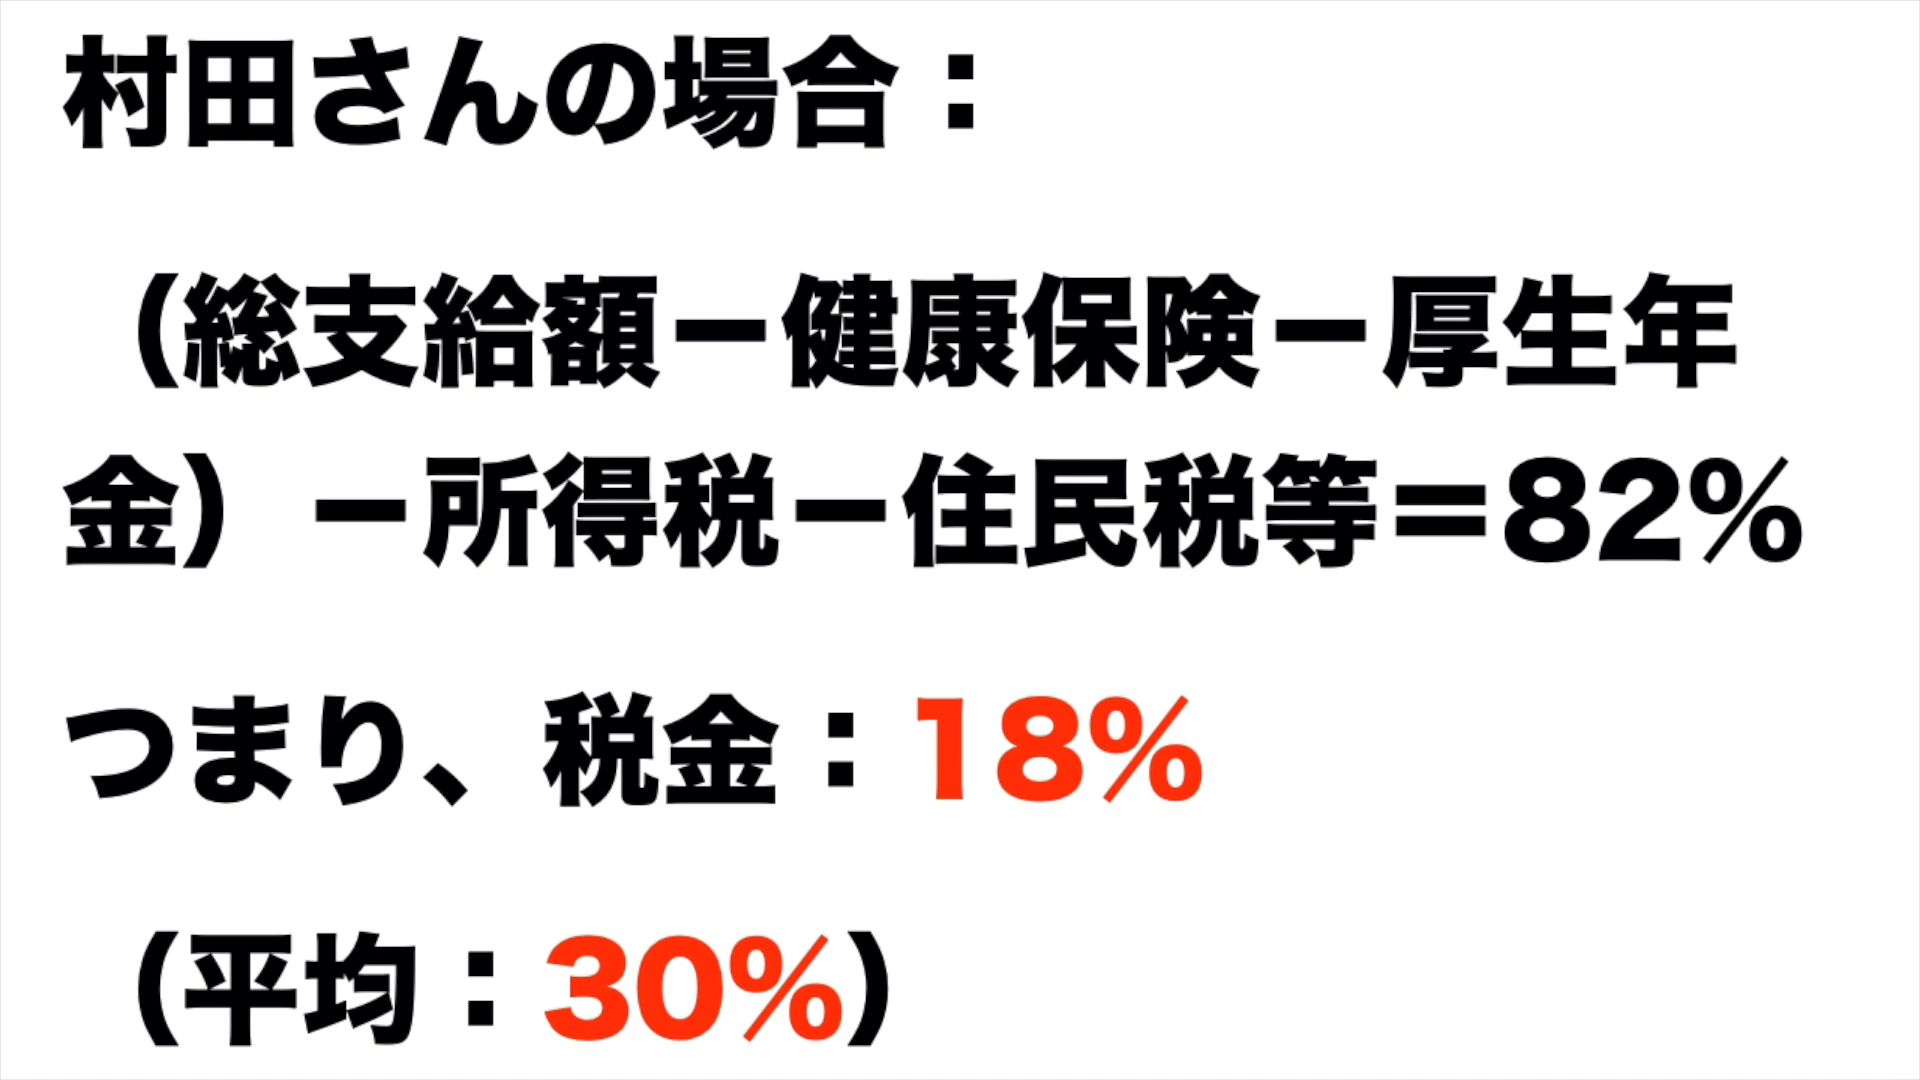 村田さんの場合：
（総支給額－健康保険－厚生年
金）－所得税－住民税等＝82%
つまり、税金：18%
（平均：30%）